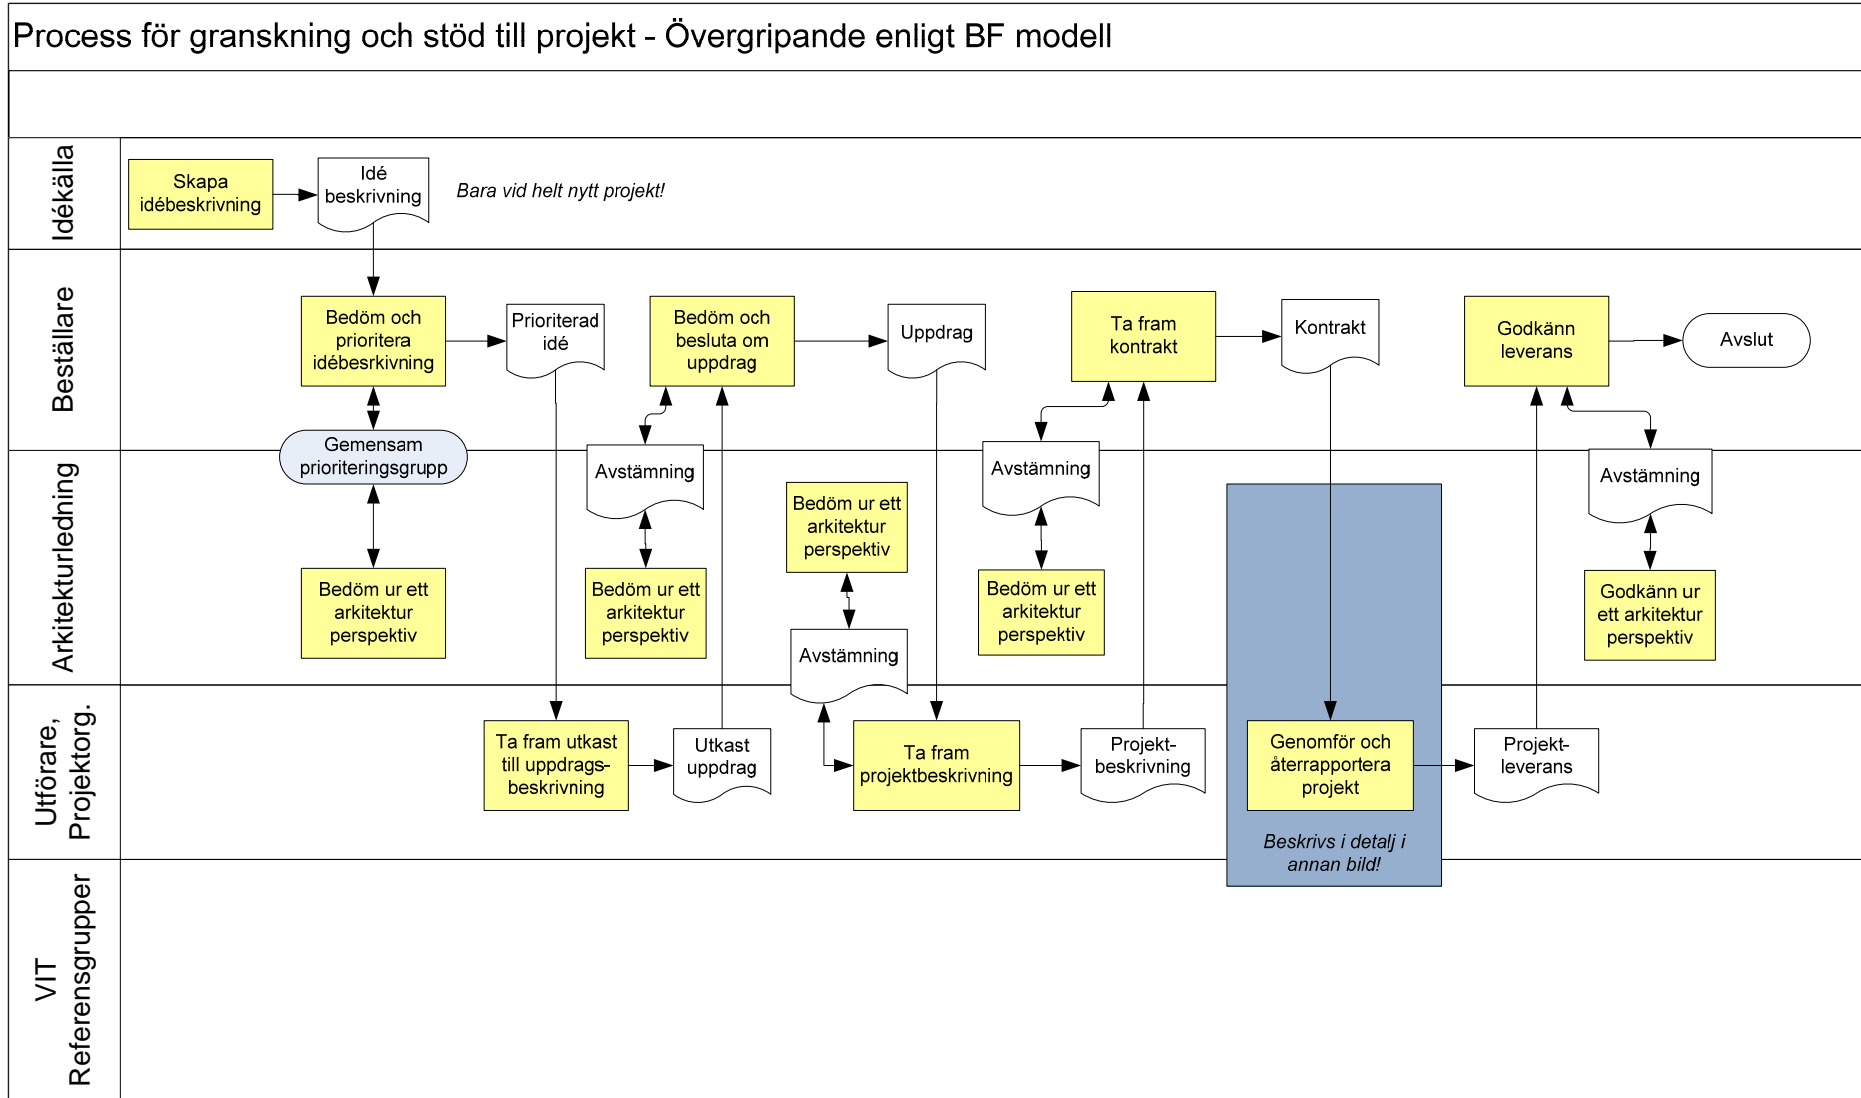 Process för granskning och stöd till projekt - Övergripande enligt BF modell
Idékälla
Skapa
idébeskrivning
Idé
beskrivning
Bara vid helt nytt projekt!
Beställare
Bedöm och
prioritera
idébesrkivning
Prioriterad
idé
Bedöm och
besluta om
uppdrag
Uppdrag
Ta fram
kontrakt
Kontrakt
Godkänn
leverans
Avslut
Arkitekturledning
Gemensam
prioriteringsgrupp
Bedöm ur ett
arkitektur
perspektiv
Avstämning
Bedöm ur ett
arkitektur
perspektiv
Bedöm ur ett
arkitektur
perspektiv
Avstämning
Avstämning
Bedöm ur ett
arkitektur
perspektiv
Avstämning
Godkänn ur
ett arkitektur
perspektiv
Utförare,
Projektorg.
Ta fram utkast
till uppdrags-
beskrivning
Utkast
uppdrag
Ta fram
projektbeskrivning
Projekt-
beskrivning
Genomför och
återrapportera
projekt
Beskrivs i detalj i
annan bild!
Projekt-
leverans
VIT
Referensgrupper